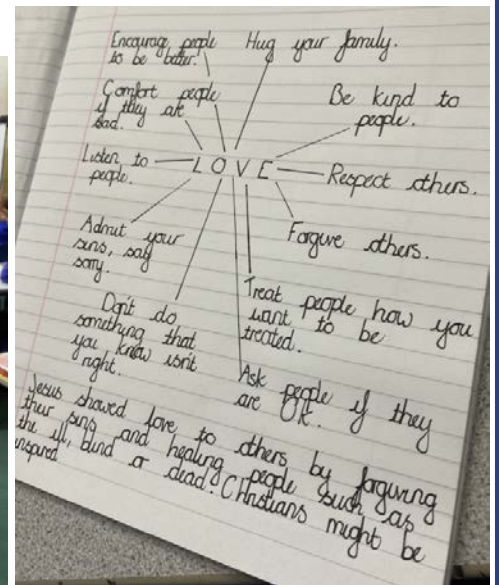 Encourage people
to be better.
Hug your family.
Comfort people
if they are
sad.
Be kind to
people.
Listen to
people.
LOVE
Respect others.
Admit your
sins, say
sorry.
Forgive others.
Don't do
something that
you know isn't
right.
Treat people how you
want to be
treated.
Ask people if they
are OK.
Jesus showed love to others by forgiving
their sins and healing people such as
the ill, blind or dead. Christians might be
inspired